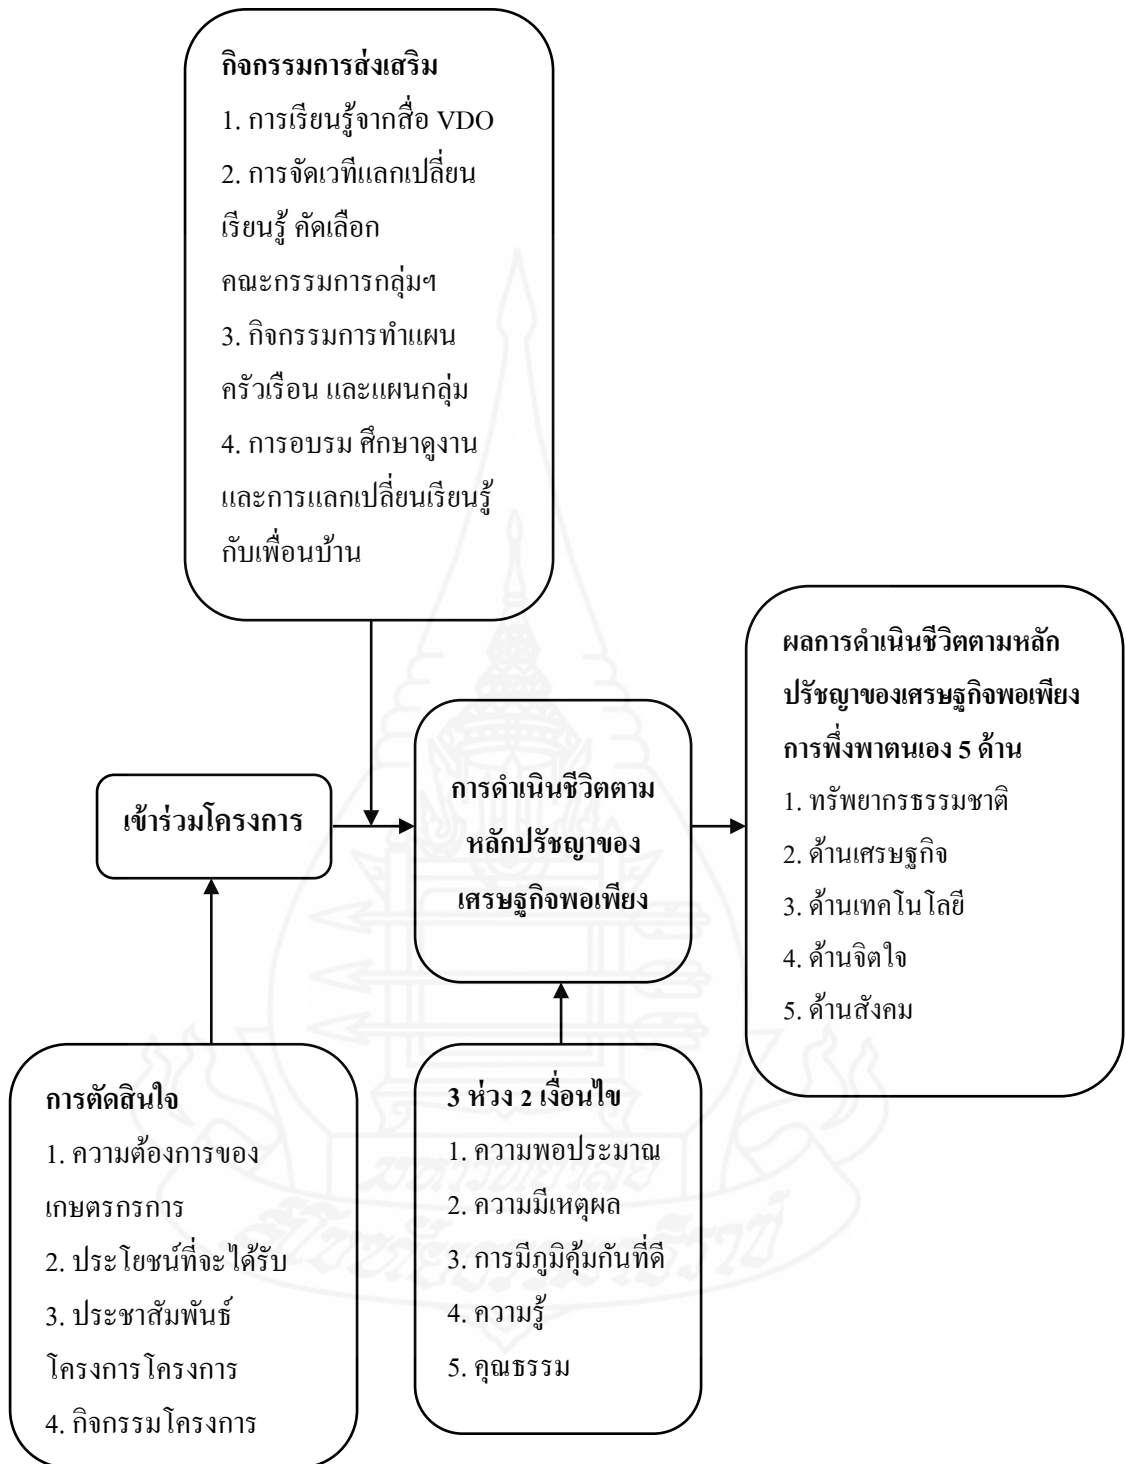 กิจกรรมการส่งเสริม
1. การเรียนรู้จากสื่อ VDO
2. การจัดเวทีแลกเปลี่ยน
เรียนรู้ คัดเลือก
คณะกรรมการกลุ่มฯ
3. กิจกรรมการทำแผน
ครัวเรือน และแผนกลุ่ม
4. การอบรม ศึกษาดูงาน
และการแลกเปลี่ยนเรียนรู้
กับเพื่อนบ้าน
เข้าร่วมโครงการ
การดำเนินชีวิตตาม
หลักปรัชญาของ
เศรษฐกิจพอเพียง
ผลการดำเนินชีวิตตามหลัก
ปรัชญาของเศรษฐกิจพอเพียง
การพึ่งพาตนเอง 5 ด้าน
1. ทรัพยากรธรรมชาติ
2. ด้านเศรษฐกิจ
3. ด้านเทคโนโลยี
4. ด้านจิตใจ
5. ด้านสังคม
การตัดสินใจ
1. ความต้องการของ
เกษตรกรการ
2. ประโยชน์ที่จะได้รับ
3. ประชาสัมพันธ์
โครงการโครงการ
4. กิจกรรมโครงการ
3 ห่วง 2 เงื่อนไข
1. ความพอประมาณ
2. ความมีเหตุผล
3. การมีภูมิคุ้มกันที่ดี
4. ความรู้
5. คุณธรรม
มหาวิทยาลัย
สุโขทัยธรรมาธิราช